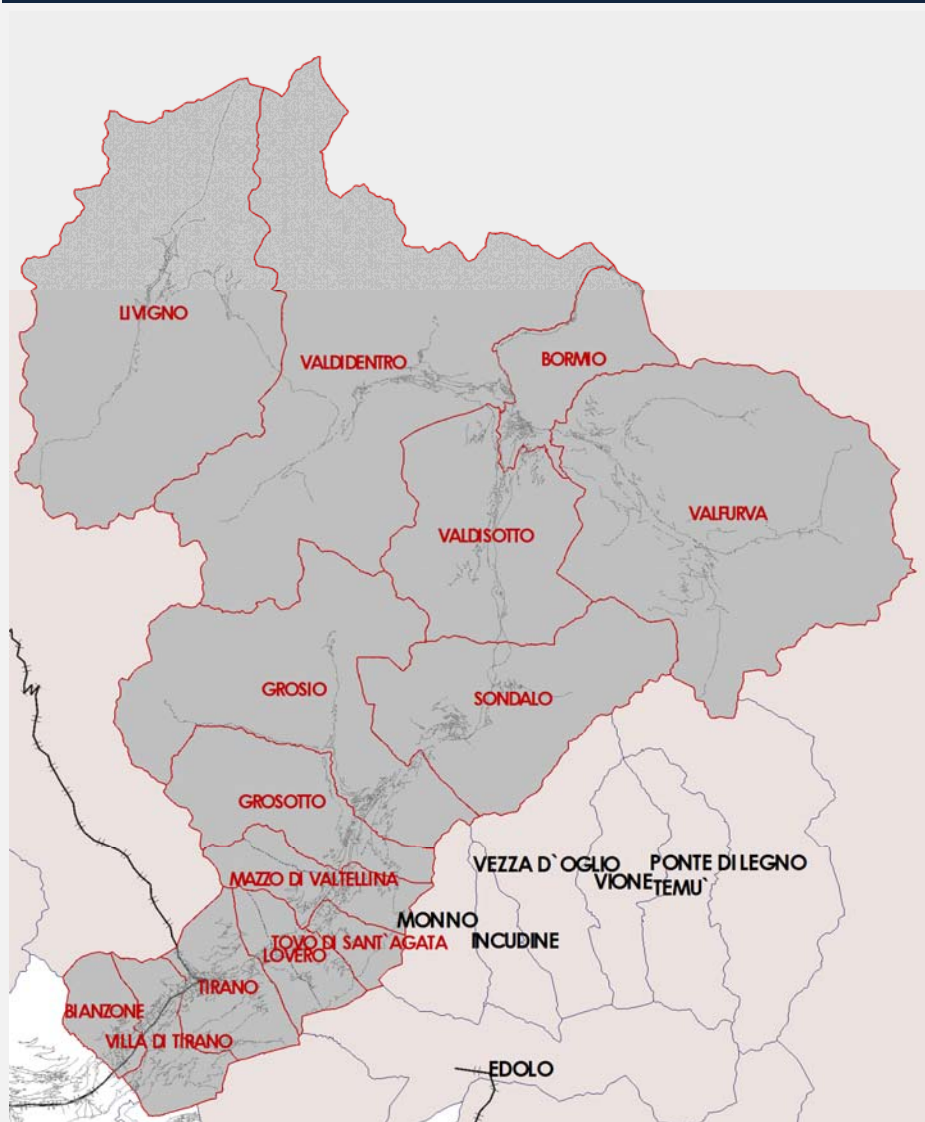 LIVIGNO
VALDIDENTRO
BORMIO
VALFURVA
VALDISOTTO
GROSIO
SONDALO
GROSOTTO
VEZZA D`OGLIO
PONTE DI LEGNO
MAZZO DI VALTELLINA
VIONE
TEMU`
MONNO
TOVO DI SANT`AGATA
INCUDINE
LOVERO
TIRANO
BIANZONE
VILLA DI TIRANO
EDOLO